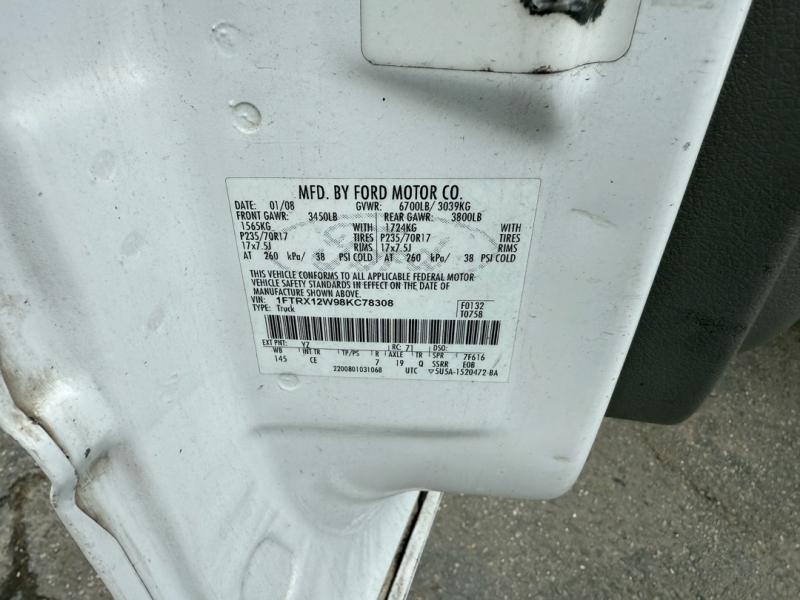 MFD. BY FORD MOTOR CO.
DATE: 01/08 GVWR: 6700LB/ 3039KG
FRONT GAWR: 3450LB REAR GAWR: 3800LB
1565KG WITH 1724KG WITH
P235/70R17 TIRES P235/70R17 TIRES
17x7.5J RIMS 17x7.5J RIMS
AT 260 kPa/ 38 PSI COLD AT 260 kPa/ 38 PSI COLD
THIS VEHICLE CONFORMS TO ALL APPLICABLE FEDERAL MOTOR
VEHICLE SAFETY STANDARDS IN EFFECT ON THE DATE OF
MANUFACTURE SHOWN ABOVE.
VIN: 1FTRX12W98KC78308 F0132
TYPE: Truck T0758
EXT PNT: YZ RC: 71 DSO:
WB INT TR TP/PS R AXLE TR SPR 7F616
145 CE 7 19 Q SSRR EOB
2200801031068 UTC ▽5U5A-1520472-BA
Ford